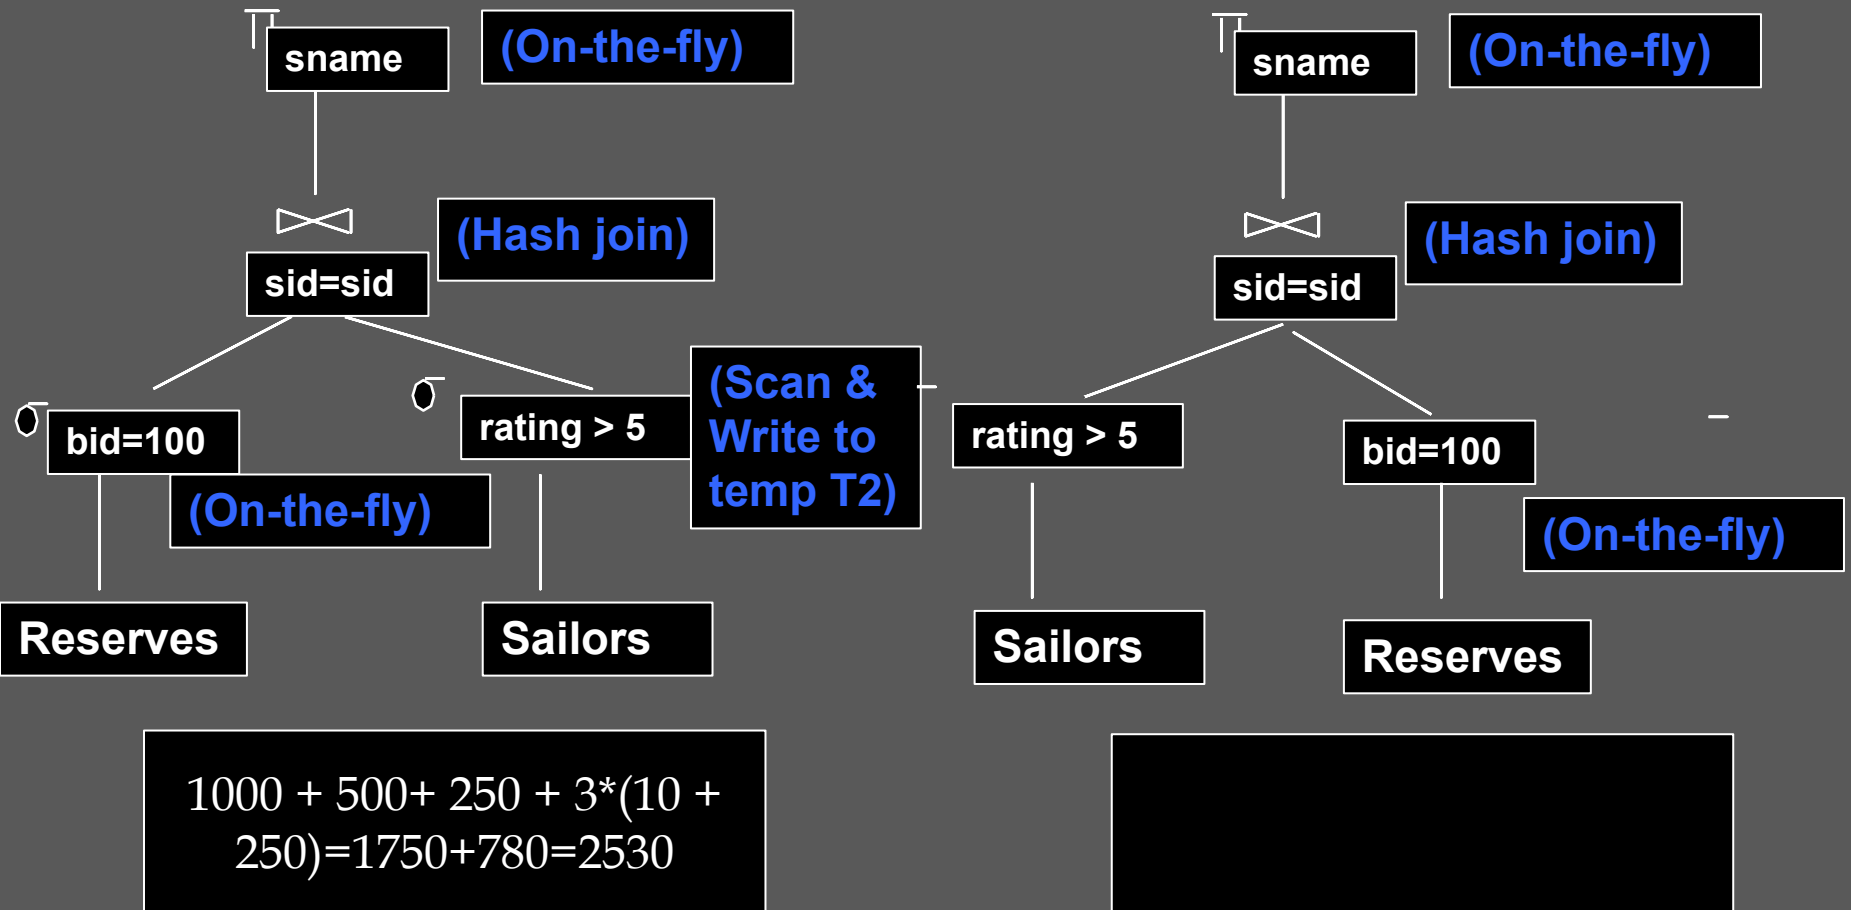 sname
(On-the-fly)
(Hash join)
sid=sid
bid=100
(On-the-fly)
rating > 5
(Scan &
Write to
temp T2)
Reserves
Sailors
1000 + 500+ 250 + 3*(10 +
250)=1750+780=2530
sname
(On-the-fly)
(Hash join)
sid=sid
rating > 5
bid=100
(On-the-fly)
Sailors
Reserves